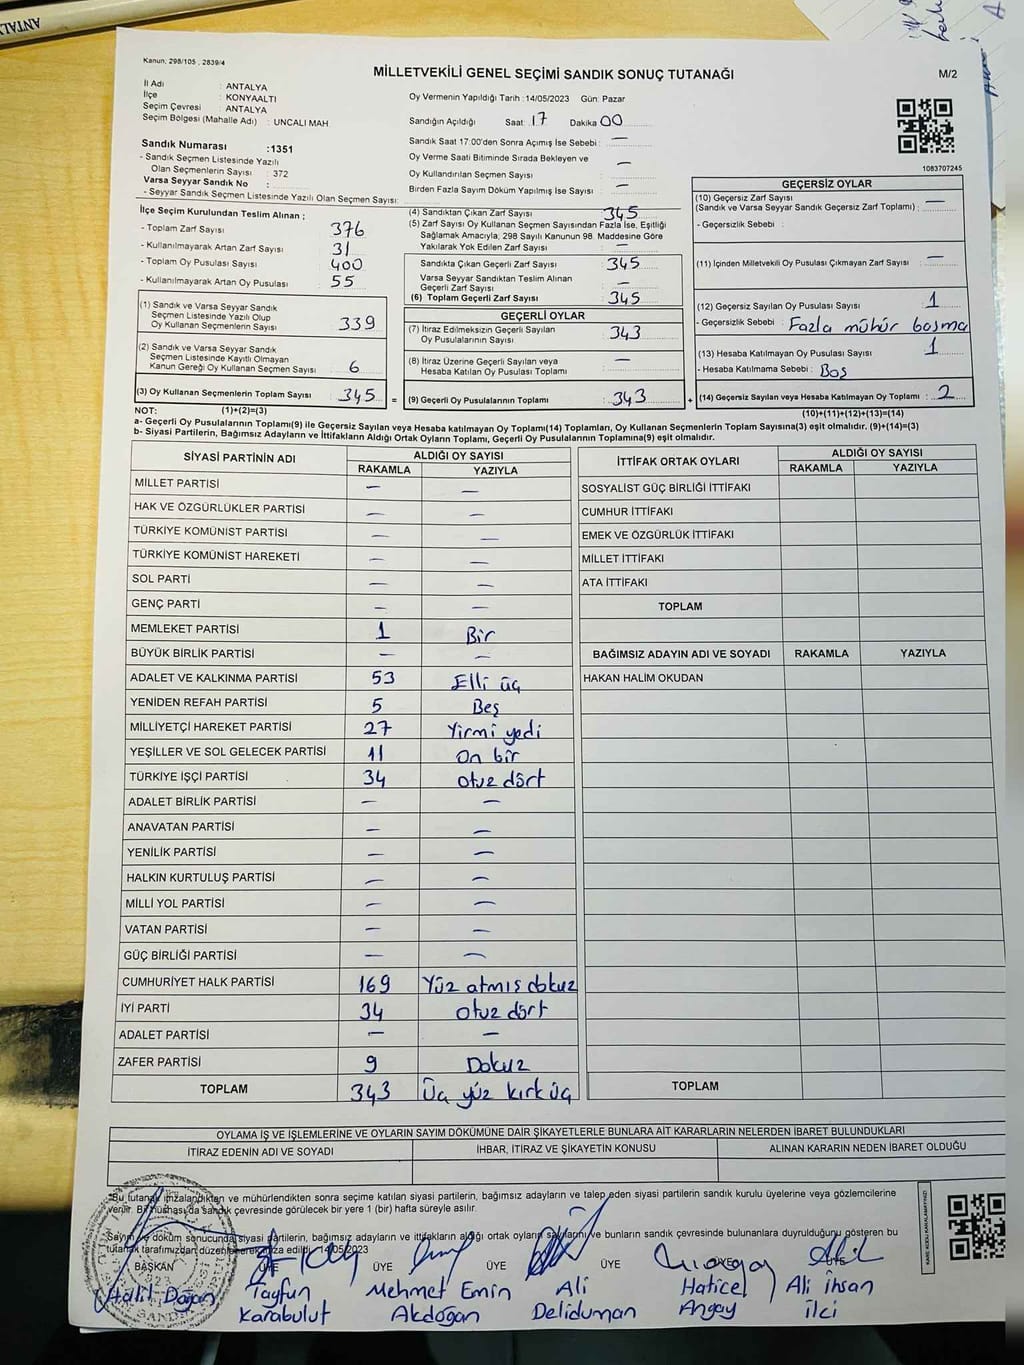 ANTALYA
Kanun: 298/105 , 2839/4
MİLLETVEKİLİ GENEL SEÇİMİ SANDIK SONUÇ TUTANAĞI
M/2
İl Adı : ANTALYA
İlçe : KONYAALTI
Seçim Çevresi : ANTALYA
Seçim Bölgesi (Mahalle Adı) : UNCALI MAH.
Oy Vermenin Yapıldığı Tarih : 14/05/2023 Gün: Pazar
Sandığın Açıldığı Saat : 17 Dakika 00
Sandık Saat 17:00'den Sonra Açımış İse Sebebi : —
Oy Verme Saati Bitiminde Sırada Bekleyen ve
Oy Kullandırılan Seçmen Sayısı : —
Birden Fazla Sayım Döküm Yapılmış İse Sayısı : —
Sandık Numarası :1351
- Sandık Seçmen Listesinde Yazılı
Olan Seçmenlerin Sayısı : 372
Varsa Seyyar Sandık No :
- Seyyar Sandık Seçmen Listesinde Yazılı Olan Seçmen Sayısı:
1083707245
İlçe Seçim Kurulundan Teslim Alınan ;
- Toplam Zarf Sayısı : 376
- Kullanılmayarak Artan Zarf Sayısı : 31
- Toplam Oy Pusulası Sayısı : 400
- Kullanılmayarak Artan Oy Pusulası : 55
(1) Sandık ve Varsa Seyyar Sandık
Seçmen Listesinde Yazılı Olup
Oy Kullanan Seçmenlerin Sayısı : 339
(2) Sandık ve Varsa Seyyar Sandık
Seçmen Listesinde Kayıtlı Olmayan
Kanun Gereği Oy Kullanan Seçmen Sayısı : 6
(3) Oy Kullanan Seçmenlerin Toplam Sayısı : 345 =
(4) Sandıktan Çıkan Zarf Sayısı : 345
(5) Zarf Sayısı Oy Kullanan Seçmen Sayısından Fazla İse, Eşitliği
Sağlamak Amacıyla, 298 Sayılı Kanunun 98. Maddesine Göre
Yakılarak Yok Edilen Zarf Sayısı : —
Sandıkta Çıkan Geçerli Zarf Sayısı : 345
Varsa Seyyar Sandıktan Teslim Alınan
Geçerli Zarf Sayısı : —
(6) Toplam Geçerli Zarf Sayısı : 345
GEÇERLİ OYLAR
(7) İtiraz Edilmeksizin Geçerli Sayılan
Oy Pusulalarının Sayısı : 343
(8) İtiraz Üzerine Geçerli Sayılan veya
Hesaba Katılan Oy Pusulası Toplamı : —
(9) Geçerli Oy Pusulalarının Toplamı : 343 +
GEÇERSİZ OYLAR
(10) Geçersiz Zarf Sayısı : —
(Sandık ve Varsa Seyyar Sandık Geçersiz Zarf Toplamı)
- Geçersizlik Sebebi :
(11) İçinden Milletvekili Oy Pusulası Çıkmayan Zarf Sayısı : —
(12) Geçersiz Sayılan Oy Pusulası Sayısı : 1
- Geçersizlik Sebebi : Fazla mühür basma
(13) Hesaba Katılmayan Oy Pusulası Sayısı : 1
- Hesaba Katılmama Sebebi : Boş
(14) Geçersiz Sayılan veya Hesaba Katılmayan Oy Toplamı : 2
NOT: (1)+(2)=(3)
(10)+(11)+(12)+(13)=(14)
a- Geçerli Oy Pusulalarının Toplamı(9) ile Geçersiz Sayılan veya Hesaba katılmayan Oy Toplamı(14) Toplamları, Oy Kullanan Seçmenlerin Toplam Sayısına(3) eşit olmalıdır. (9)+(14)=(3)
b- Siyasi Partilerin, Bağımsız Adayların ve İttifakların Aldığı Ortak Oyların Toplamı, Geçerli Oy Pusulalarının Toplamına(9) eşit olmalıdır.
SİYASİ PARTİNİN ADI ALDIĞI OY SAYISI
RAKAMLA YAZIYLA
MİLLET PARTİSİ — —
HAK VE ÖZGÜRLÜKLER PARTİSİ — —
TÜRKİYE KOMÜNİST PARTİSİ — —
TÜRKİYE KOMÜNİST HAREKETİ — —
SOL PARTİ — —
GENÇ PARTİ — —
MEMLEKET PARTİSİ 1 Bir
BÜYÜK BİRLİK PARTİSİ — —
ADALET VE KALKINMA PARTİSİ 53 Elli üç
YENİDEN REFAH PARTİSİ 5 Beş
MİLLİYETÇİ HAREKET PARTİSİ 27 Yirmi yedi
YEŞİLLER VE SOL GELECEK PARTİSİ 11 On bir
TÜRKİYE İŞÇİ PARTİSİ 34 otuz dört
ADALET BİRLİK PARTİSİ — —
ANAVATAN PARTİSİ — —
YENİLİK PARTİSİ — —
HALKIN KURTULUŞ PARTİSİ — —
MİLLİ YOL PARTİSİ — —
VATAN PARTİSİ — —
GÜÇ BİRLİĞİ PARTİSİ — —
CUMHURİYET HALK PARTİSİ 169 Yüz atmış dokuz
İYİ PARTİ 34 otuz dört
ADALET PARTİSİ — —
ZAFER PARTİSİ 9 Dokuz
TOPLAM 343 Üç yüz kırk üç
İTTİFAK ORTAK OYLARI ALDIĞI OY SAYISI
RAKAMLA YAZIYLA
SOSYALİST GÜÇ BİRLİĞİ İTTİFAKI
CUMHUR İTTİFAKI
EMEK VE ÖZGÜRLÜK İTTİFAKI
MİLLET İTTİFAKI
ATA İTTİFAKI
TOPLAM
BAĞIMSIZ ADAYIN ADI VE SOYADI RAKAMLA YAZIYLA
HAKAN HALİM OKUDAN
TOPLAM
OYLAMA İŞ VE İŞLEMLERİNE VE OYLARIN SAYIM DÖKÜMÜNE DAİR ŞİKAYETLERLE BUNLARA AİT KARARLARIN NELERDEN İBARET BULUNDUKLARI
İTİRAZ EDENİN ADI VE SOYADI İHBAR, İTİRAZ VE ŞİKAYETİN KONUSU ALINAN KARARIN NEDEN İBARET OLDUĞU
Bu tutanak imzalandıktan ve mühürlendikten sonra seçime katılan siyasi partilerin, bağımsız adayların ve talep eden siyasi partilerin sandık kurulu üyelerine veya gözlemcilerine
verilir. Bir nüshası da sandık çevresinde görülecek bir yere 1 (bir) hafta süreyle asılır.
Sayım ve döküm sonucunda siyasi partilerin, bağımsız adayların ve ittifakların aldığı ortak oyların sayılarını ve bunların sandık çevresinde bulunanlara duyrulduğunu gösteren bu
tutanak tarafımızdan düzenlenerek imza edildi. 14/05/2023
BAŞKAN ÜYE ÜYE ÜYE ÜYE ÜYE
Halit Doğan Tayfun Mehmet Emin Ali Hatice Ali İhsan
Karabulut Akdoğan Deliduman Angay İlci